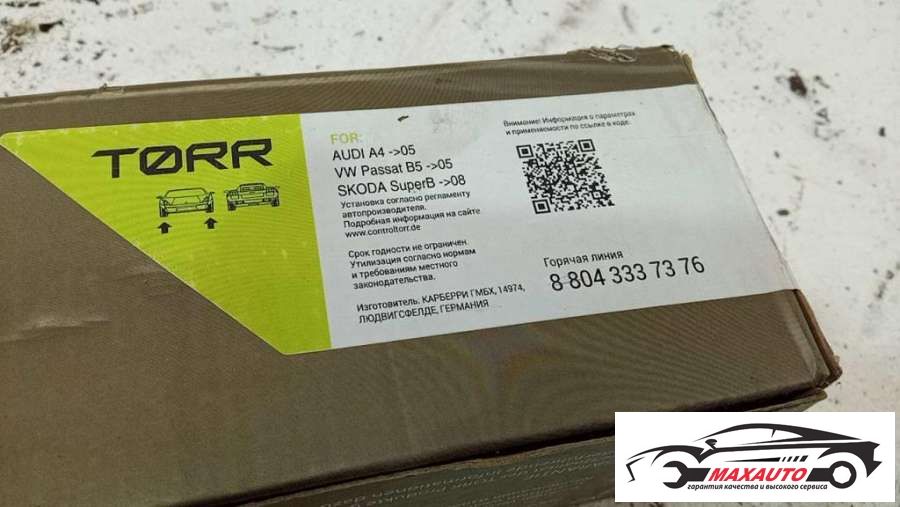 TØRR
FOR:
AUDI A4 ->05
VW Passat B5 ->05
SKODA SuperB ->08
Установка согласно регламенту
автопроизводителя.
Подробная информация на сайте
www.controltorr.de
Срок годности не ограничен.
Утилизация согласно нормам
и требованиям местного
законодательства.
Изготовитель. КАРБЕРРИ ГМБХ, 14974,
ЛЮДВИГСФЕЛДЕ, ГЕРМАНИЯ
Внимание! Информация о параметрах
и применяемости по ссылке в коде.
Горячая линия
8 804 333 73 76
MAXAUTO
гарантия качества и высокого сервиса